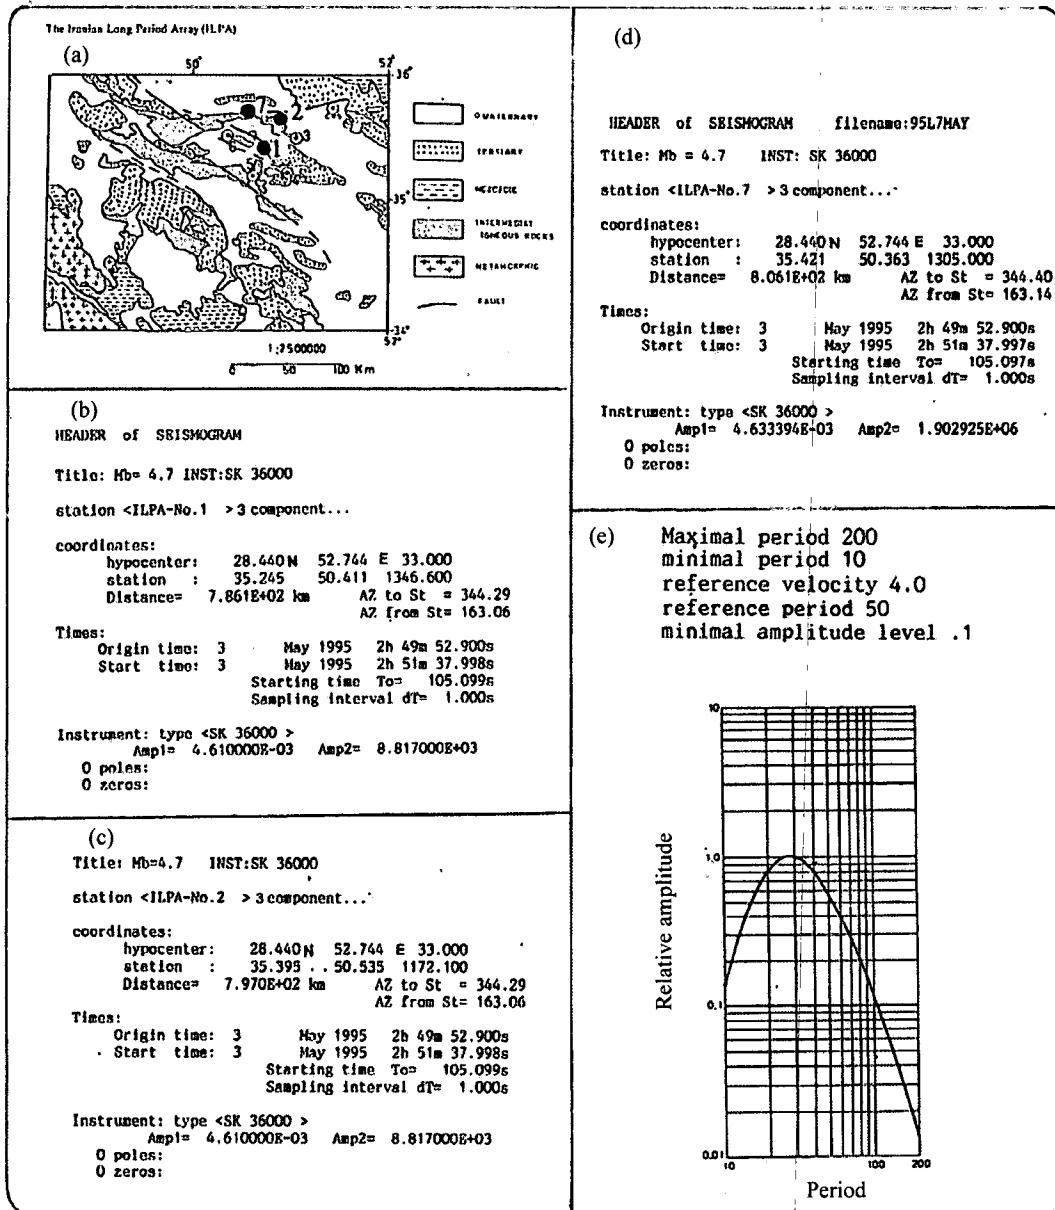 The Iranian Long Period Array (ILPA)
(a)
50°
52°
36°
7
2
3
1
35°
34°
52°
QUATERNARY
TERTIARY
IGNEOUS ROCKS
METAMORPHIC
FAULT
1:7500000
0 50 100 Km
(b)
HEADER of SEISMOGRAM
Title: Mb= 4.7 INST:SK 36000
station <ILPA-No.1 > 3 component...
coordinates:
hypocenter: 28.440 N 52.744 E 33.000
station : 35.245 50.411 1346.600
Distance= 7.861E+02 km AZ to St = 344.29
AZ from St= 163.06
Times:
Origin time: 3 May 1995 2h 49m 52.900s
Start time: 3 May 1995 2h 51m 37.998s
Starting time To= 105.099s
Sampling interval dT= 1.000s
Instrument: type <SK 36000 >
Amp1= 4.610000E-03 Amp2= 8.817000E+03
0 poles:
0 zeros:
(c)
Title: Mb=4.7 INST:SK 36000
station <ILPA-No.2 > 3 component...
coordinates:
hypocenter: 28.440 N 52.744 E 33.000
station : 35.395 50.535 1172.100
Distance= 7.970E+02 km AZ to St = 344.29
AZ from St= 163.06
Times:
Origin time: 3 May 1995 2h 49m 52.900s
Start time: 3 May 1995 2h 51m 37.998s
Starting time To= 105.099s
Sampling interval dT= 1.000s
Instrument: type <SK 36000 >
Amp1= 4.610000E-03 Amp2= 8.817000E+03
0 poles:
0 zeros:
(d)
HEADER of SEISMOGRAM filename:95L7MAY
Title: Mb = 4.7 INST: SK 36000
station <ILPA-No.7 > 3 component...
coordinates:
hypocenter: 28.440 N 52.744 E 33.000
station : 35.421 50.363 1305.000
Distance= 8.061E+02 km AZ to St = 344.40
AZ from St= 163.14
Times:
Origin time: 3 May 1995 2h 49m 52.900s
Start time: 3 May 1995 2h 51m 37.997s
Starting time To= 105.097s
Sampling interval dT= 1.000s
Instrument: type <SK 36000 >
Amp1= 4.633394E-03 Amp2= 1.902925E+06
0 poles:
0 zeros:
(e)
Maximal period 200
minimal period 10
reference velocity 4.0
reference period 50
minimal amplitude level .1
10
1.0
0.1
0.01
Relative amplitude
10 100 200
Period